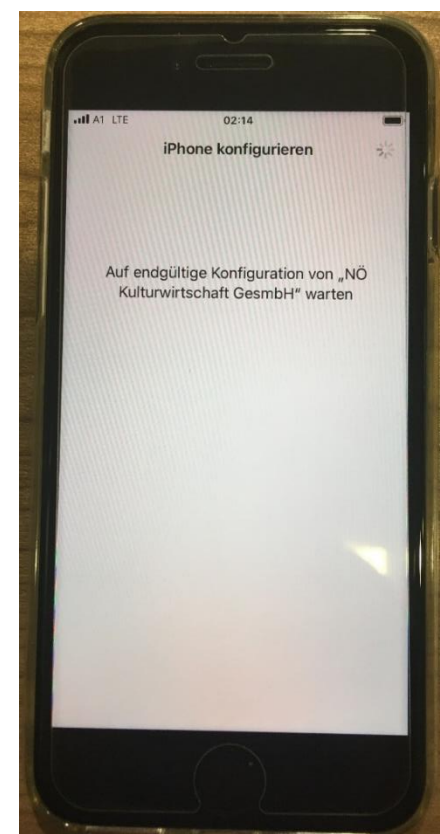 A1 LTE 02:14
iPhone konfigurieren
Auf endgültige Konfiguration von „NÖ
Kulturwirtschaft GesmbH“ warten